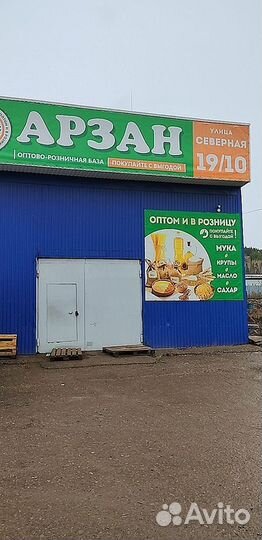 АРЗАН
ОПТОВО-РОЗНИЧНАЯ БАЗА ПОКУПАЙТЕ С ВЫГОДОЙ
УЛИЦА
СЕВЕРНАЯ
19/10
ОПТОМ И В РОЗНИЦУ
ПОКУПАЙТЕ
С ВЫГОДОЙ!
МУКА
КРУПЫ
МАСЛО
САХАР
Avito